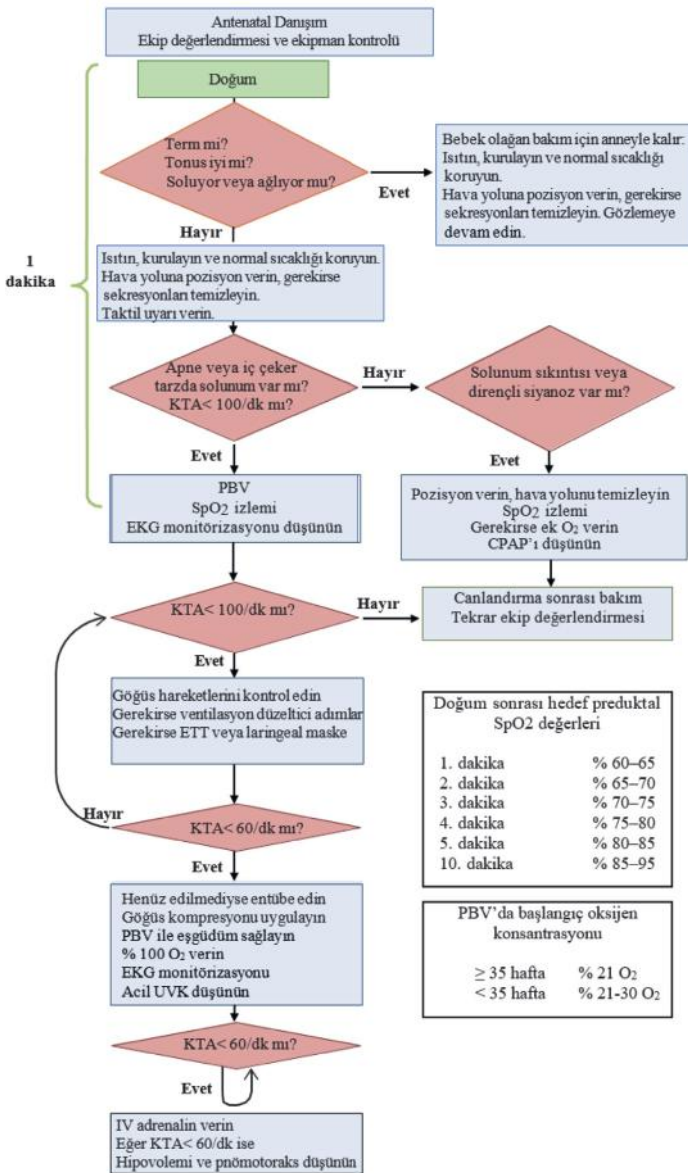 Antenatal Danışım
Ekip değerlendirmesi ve ekipman kontrolü
Doğum
1
dakika
Term mi?
Tonus iyi mi?
Soluyor veya ağlıyor mu?
Evet
Bebek olağan bakım için anneyle kalır:
Isıtın, kurulayın ve normal sıcaklığı
koruyun.
Hava yoluna pozisyon verin, gerekirse
sekresyonları temizleyin. Gözlemeye
devam edin.
Hayır
Isıtın, kurulayın ve normal sıcaklığı koruyun.
Hava yoluna pozisyon verin, gerekirse
sekresyonları temizleyin.
Taktil uyarı verin.
Apne veya iç çeker
tarzda solunum var mı?
KTA< 100/dk mı?
Hayır
Solunum sıkıntısı veya
dirençli siyanoz var mı?
Evet
Evet
PBV
SpO2 izlemi
EKG monitörizasyonu düşünün
Pozisyon verin, hava yolunu temizleyin
SpO2 izlemi
Gerekirse ek O2 verin
CPAP’ı düşünün
KTA< 100/dk mı?
Hayır
Canlandırma sonrası bakım
Tekrar ekip değerlendirmesi
Evet
Göğüs hareketlerini kontrol edin
Gerekirse ventilasyon düzeltici adımlar
Gerekirse ETT veya laringeal maske
Hayır
KTA< 60/dk mı?
Evet
Henüz edilmediyse entübe edin
Göğüs kompresyonu uygulayın
PBV ile eşgüdüm sağlayın
% 100 O2 verin
EKG monitörizasyonu
Acil UVK düşünün
KTA< 60/dk mı?
Evet
IV adrenalin verin
Eğer KTA< 60/dk ise
Hipovolemi ve pnömotoraks düşünün
Doğum sonrası hedef preduktal
SpO2 değerleri
1. dakika % 60–65
2. dakika % 65–70
3. dakika % 70–75
4. dakika % 75–80
5. dakika % 80–85
10. dakika % 85–95
PBV’da başlangıç oksijen
konsantrasyonu
≥ 35 hafta % 21 O2
< 35 hafta % 21-30 O2